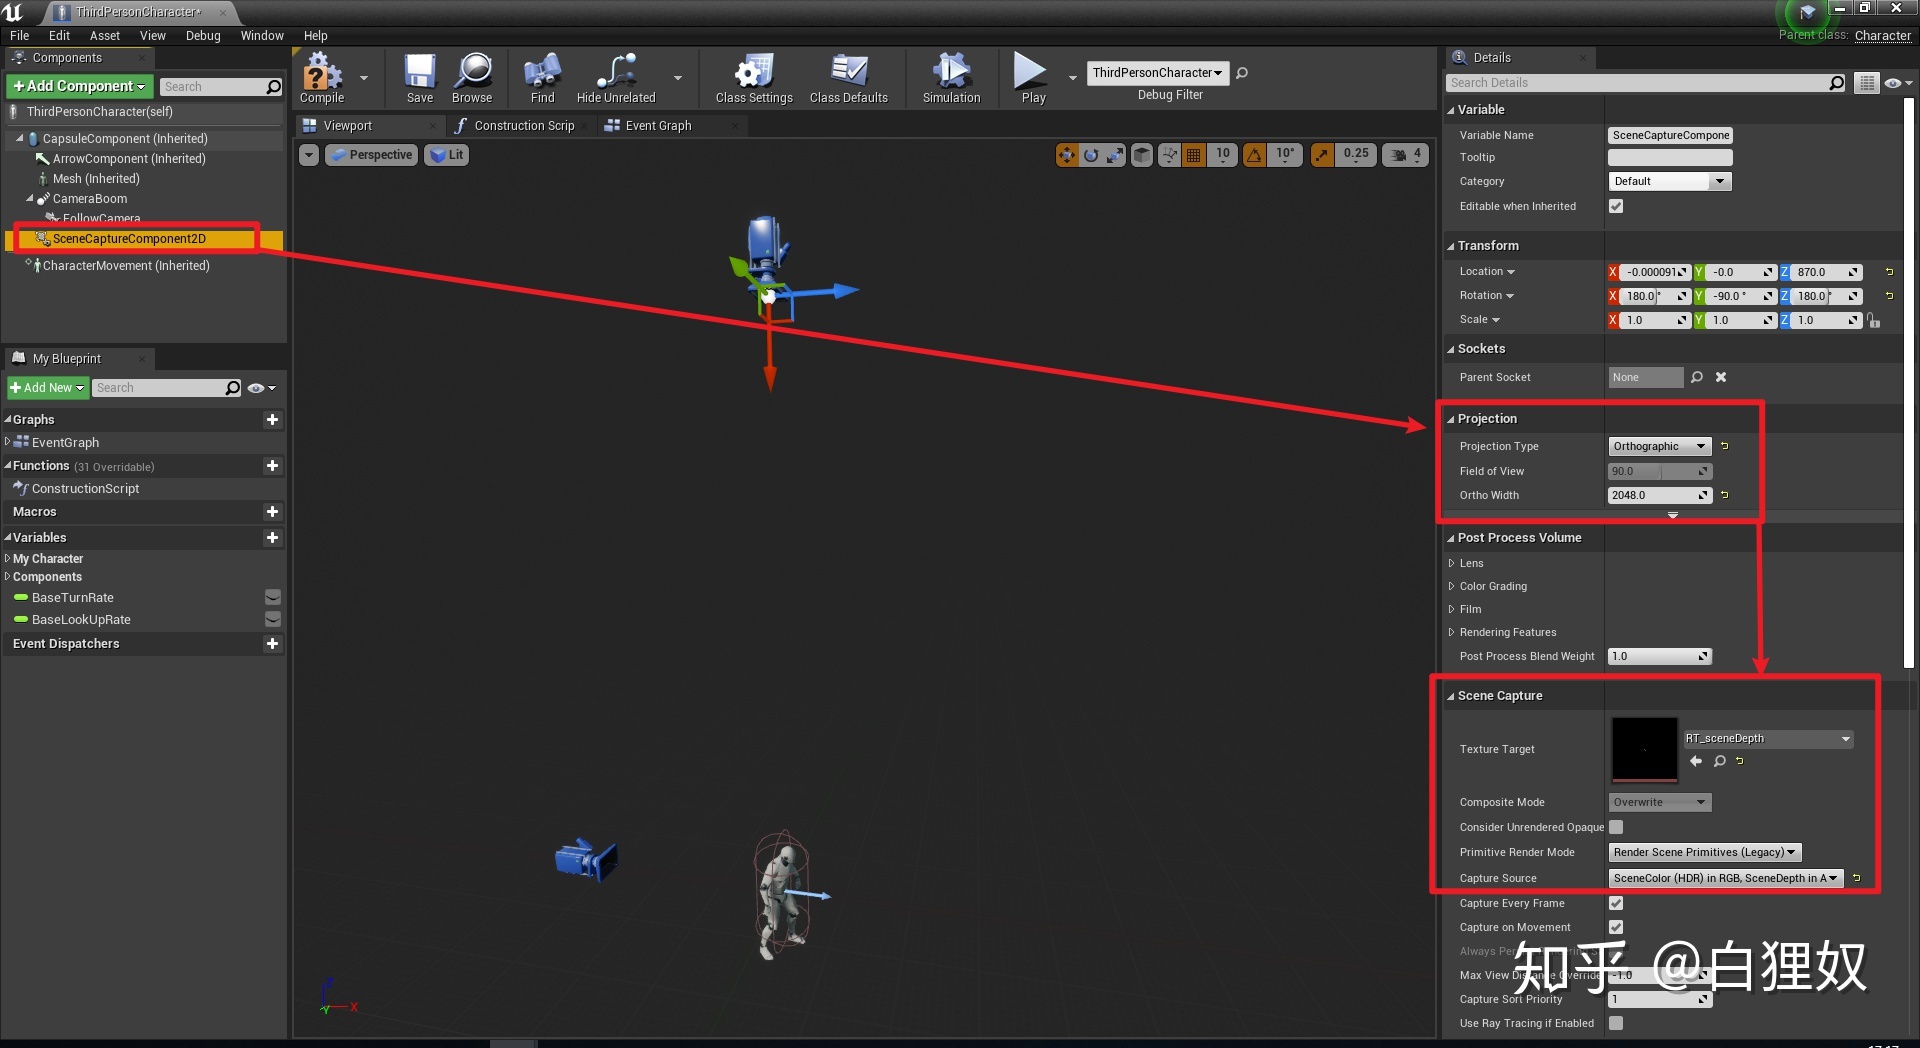 ThirdPersonCharacter*
File Edit Asset View Debug Window Help
Parent class: Character
Components
+Add Component
Search
ThirdPersonCharacter(self)
CapsuleComponent (Inherited)
ArrowComponent (Inherited)
Mesh (Inherited)
CameraBoom
FollowCamera
SceneCaptureComponent2D
CharacterMovement (Inherited)
My Blueprint
+Add New
Search
Graphs
EventGraph
Functions (31 Overridable)
ConstructionScript
Macros
Variables
My Character
Components
BaseTurnRate
BaseLookUpRate
Event Dispatchers
Compile
Save
Browse
Find
Hide Unrelated
Class Settings
Class Defaults
Simulation
Play
ThirdPersonCharacter
Debug Filter
Viewport
Construction Scrip
Event Graph
Perspective
Lit
10
10°
0.25
4
X
Details
Search Details
Variable
Variable Name SceneCaptureCompone
Tooltip
Category Default
Editable when Inherited
Transform
Location X -0.000091 Y -0.0 Z 870.0
Rotation X 180.0 ° Y -90.0 ° Z 180.0 °
Scale X 1.0 Y 1.0 Z 1.0
Sockets
Parent Socket None
Projection
Projection Type Orthographic
Field of View 90.0
Ortho Width 2048.0
Post Process Volume
Lens
Color Grading
Film
Rendering Features
Post Process Blend Weight 1.0
Scene Capture
Texture Target RT_sceneDepth
Composite Mode Overwrite
Consider Unrendered Opaque
Primitive Render Mode Render Scene Primitives (Legacy)
Capture Source SceneColor (HDR) in RGB, SceneDepth in A
Capture Every Frame
Capture on Movement
Always
Max View Distance Override -1.0
Capture Sort Priority 1
Use Ray Tracing if Enabled
知乎 @白狸奴